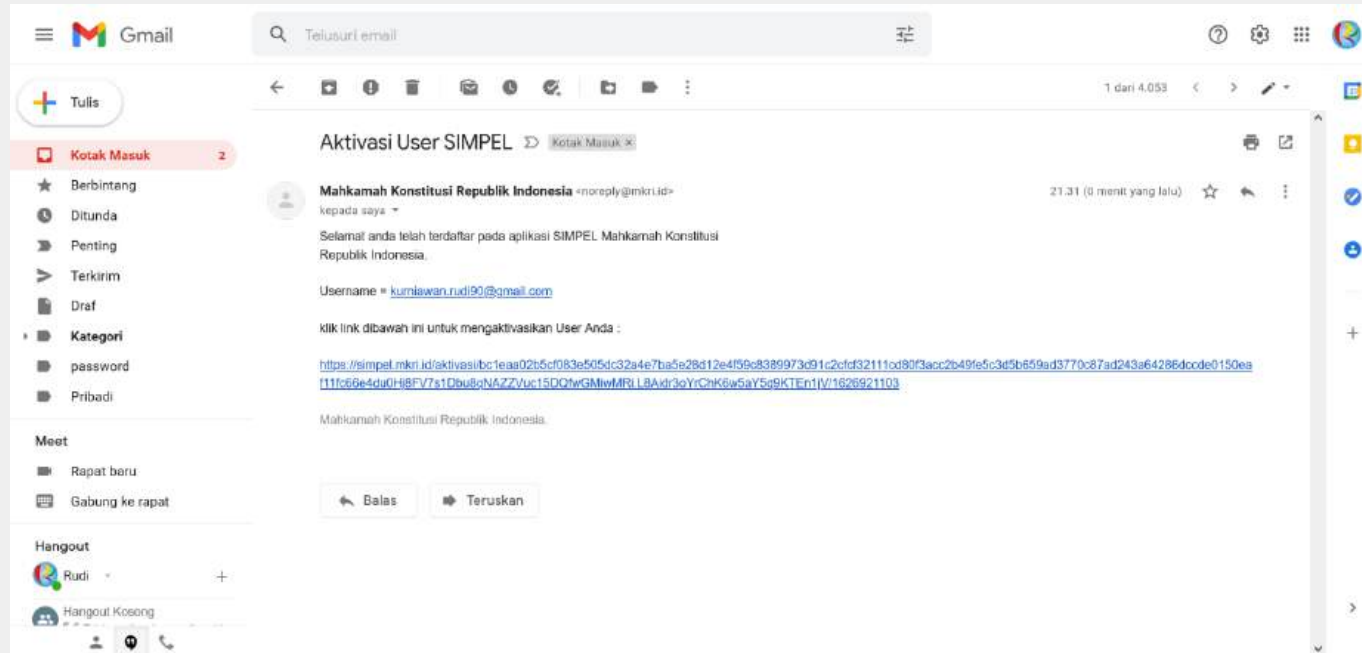 Gmail
Telusuri email
Tulis
1 dari 4.053
Kotak Masuk 2
Berbintang
Ditunda
Penting
Terkirim
Draf
Kategori
password
Pribadi
Meet
Rapat baru
Gabung ke rapat
Hangout
Rudi
Hangout Kosong
Aktivasi User SIMPEL Kotak Masuk ×
Mahkamah Konstitusi Republik Indonesia <noreply@mkri.id> 21.31 (0 menit yang lalu)
kepada saya
Selamat anda telah terdaftar pada aplikasi SIMPEL Mahkamah Konstitusi
Republik Indonesia.
Username = kurniawan.rudi90@gmail.com
klik link dibawah ini untuk mengaktivasikan User Anda :
Mahkamah Konstitusi Republik Indonesia.
Balas Teruskan